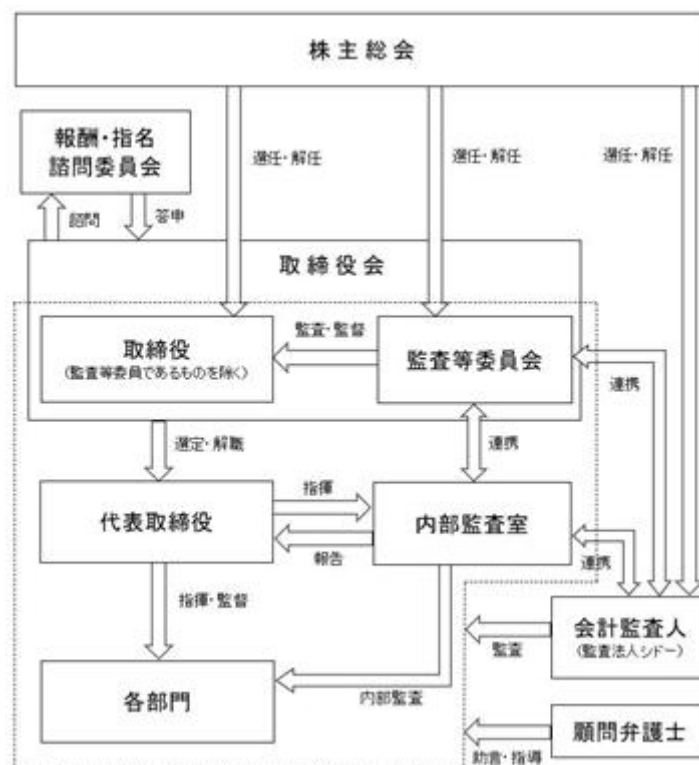 株主総会
報酬・指名
諮問委員会
選任・解任
選任・解任
選任・解任
諮問
答申
取締役会
取締役
(監査等委員であるものを除く)
監査・監督
監査等委員会
連携
選定・解職
連携
代表取締役
指揮
報告
内部監査室
連携
指揮・監督
会計監査人
(監査法人シドー)
監査
各部門
内部監査
顧問弁護士
助言・指導